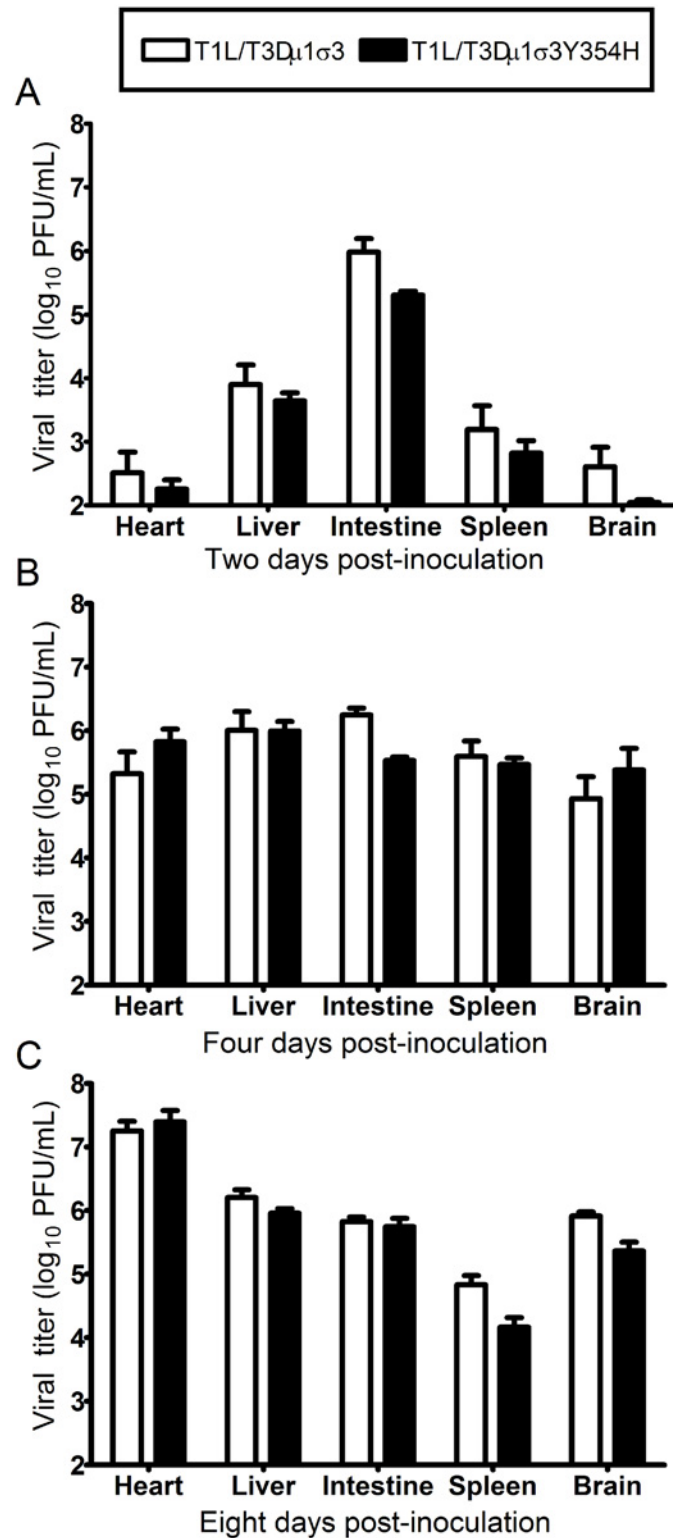 T1L/T3Dμ1σ3 T1L/T3Dμ1σ3Y354H
A
Viral titer (log10 PFU/mL)
8
7
6
5
4
3
2
Heart Liver Intestine Spleen Brain
Two days post-inoculation
B
Viral titer (log10 PFU/mL)
8
7
6
5
4
3
2
Heart Liver Intestine Spleen Brain
Four days post-inoculation
C
Viral titer (log10 PFU/mL)
8
7
6
5
4
3
2
Heart Liver Intestine Spleen Brain
Eight days post-inoculation